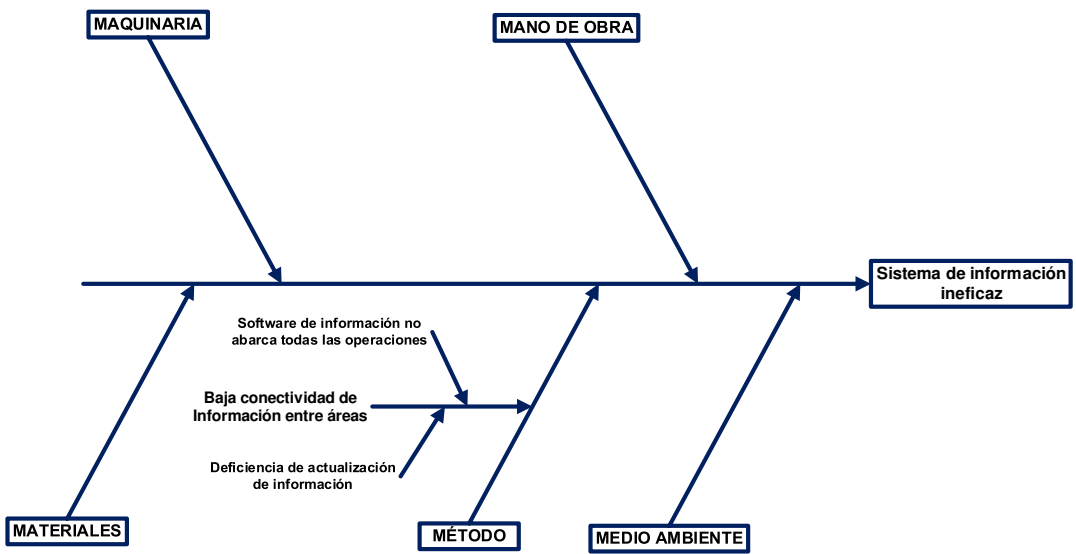 MAQUINARIA
MANO DE OBRA
Sistema de información
ineficaz
Software de información no
abarca todas las operaciones
Baja conectividad de
Información entre áreas
Deficiencia de actualización
de información
MATERIALES
MÉTODO
MEDIO AMBIENTE